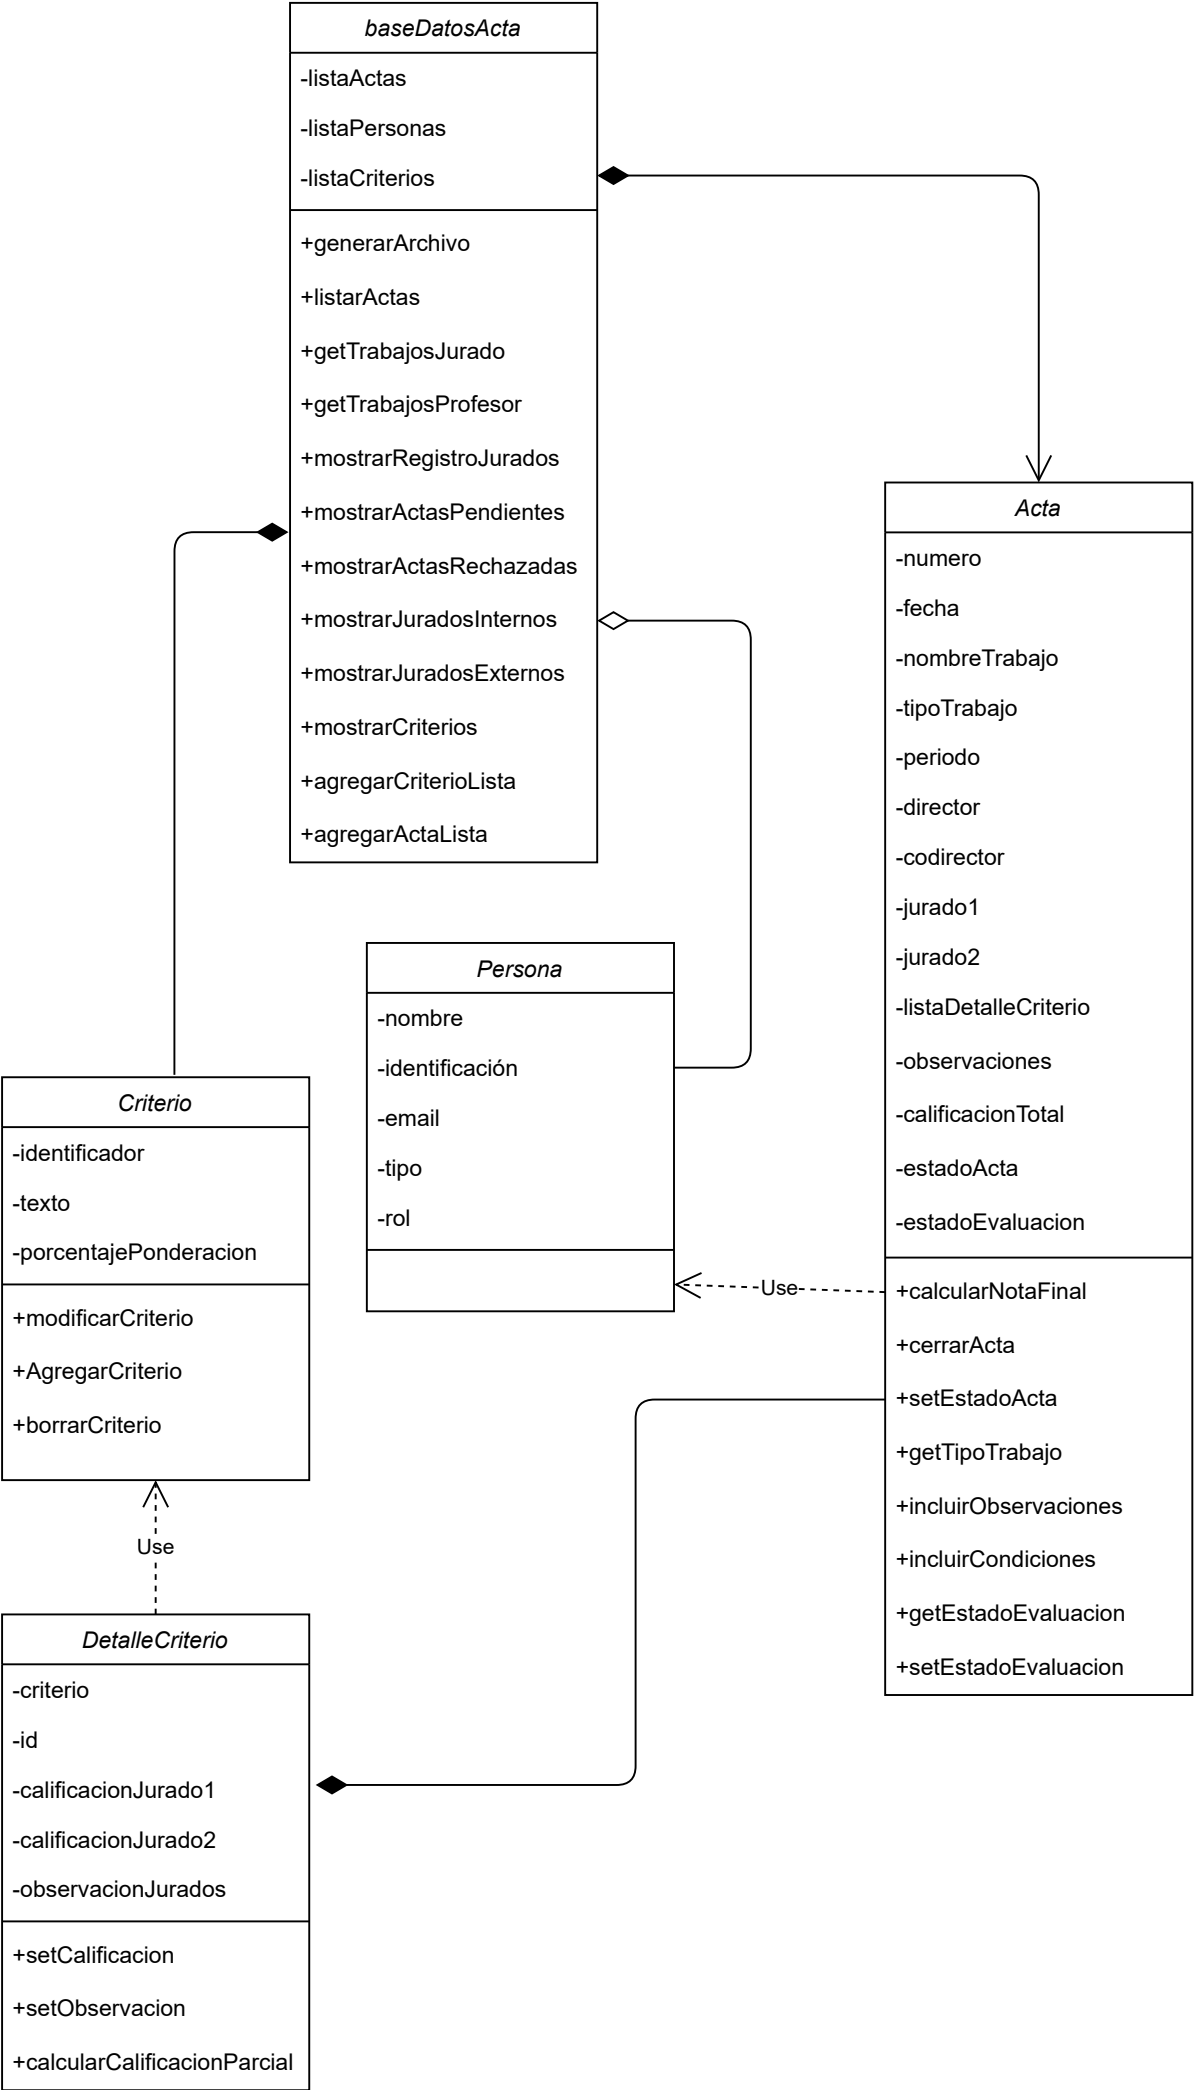 baseDatosActa
-listaActas
-listaPersonas
-listaCriterios
+generarArchivo
+listarActas
+getTrabajosJurado
+getTrabajosProfesor
+mostrarRegistroJurados
+mostrarActasPendientes
+mostrarActasRechazadas
+mostrarJuradosInternos
+mostrarJuradosExternos
+mostrarCriterios
+agregarCriterioLista
+agregarActaLista
Acta
-numero
-fecha
-nombreTrabajo
-tipoTrabajo
-periodo
-director
-codirector
-jurado1
-jurado2
-listaDetalleCriterio
-observaciones
-calificacionTotal
-estadoActa
-estadoEvaluacion
+calcularNotaFinal
+cerrarActa
+setEstadoActa
+getTipoTrabajo
+incluirObservaciones
+incluirCondiciones
+getEstadoEvaluacion
+setEstadoEvaluacion
Persona
-nombre
-identificación
-email
-tipo
-rol
Use
Criterio
-identificador
-texto
-porcentajePonderacion
+modificarCriterio
+AgregarCriterio
+borrarCriterio
Use
DetalleCriterio
-criterio
-id
-calificacionJurado1
-calificacionJurado2
-observacionJurados
+setCalificacion
+setObservacion
+calcularCalificacionParcial